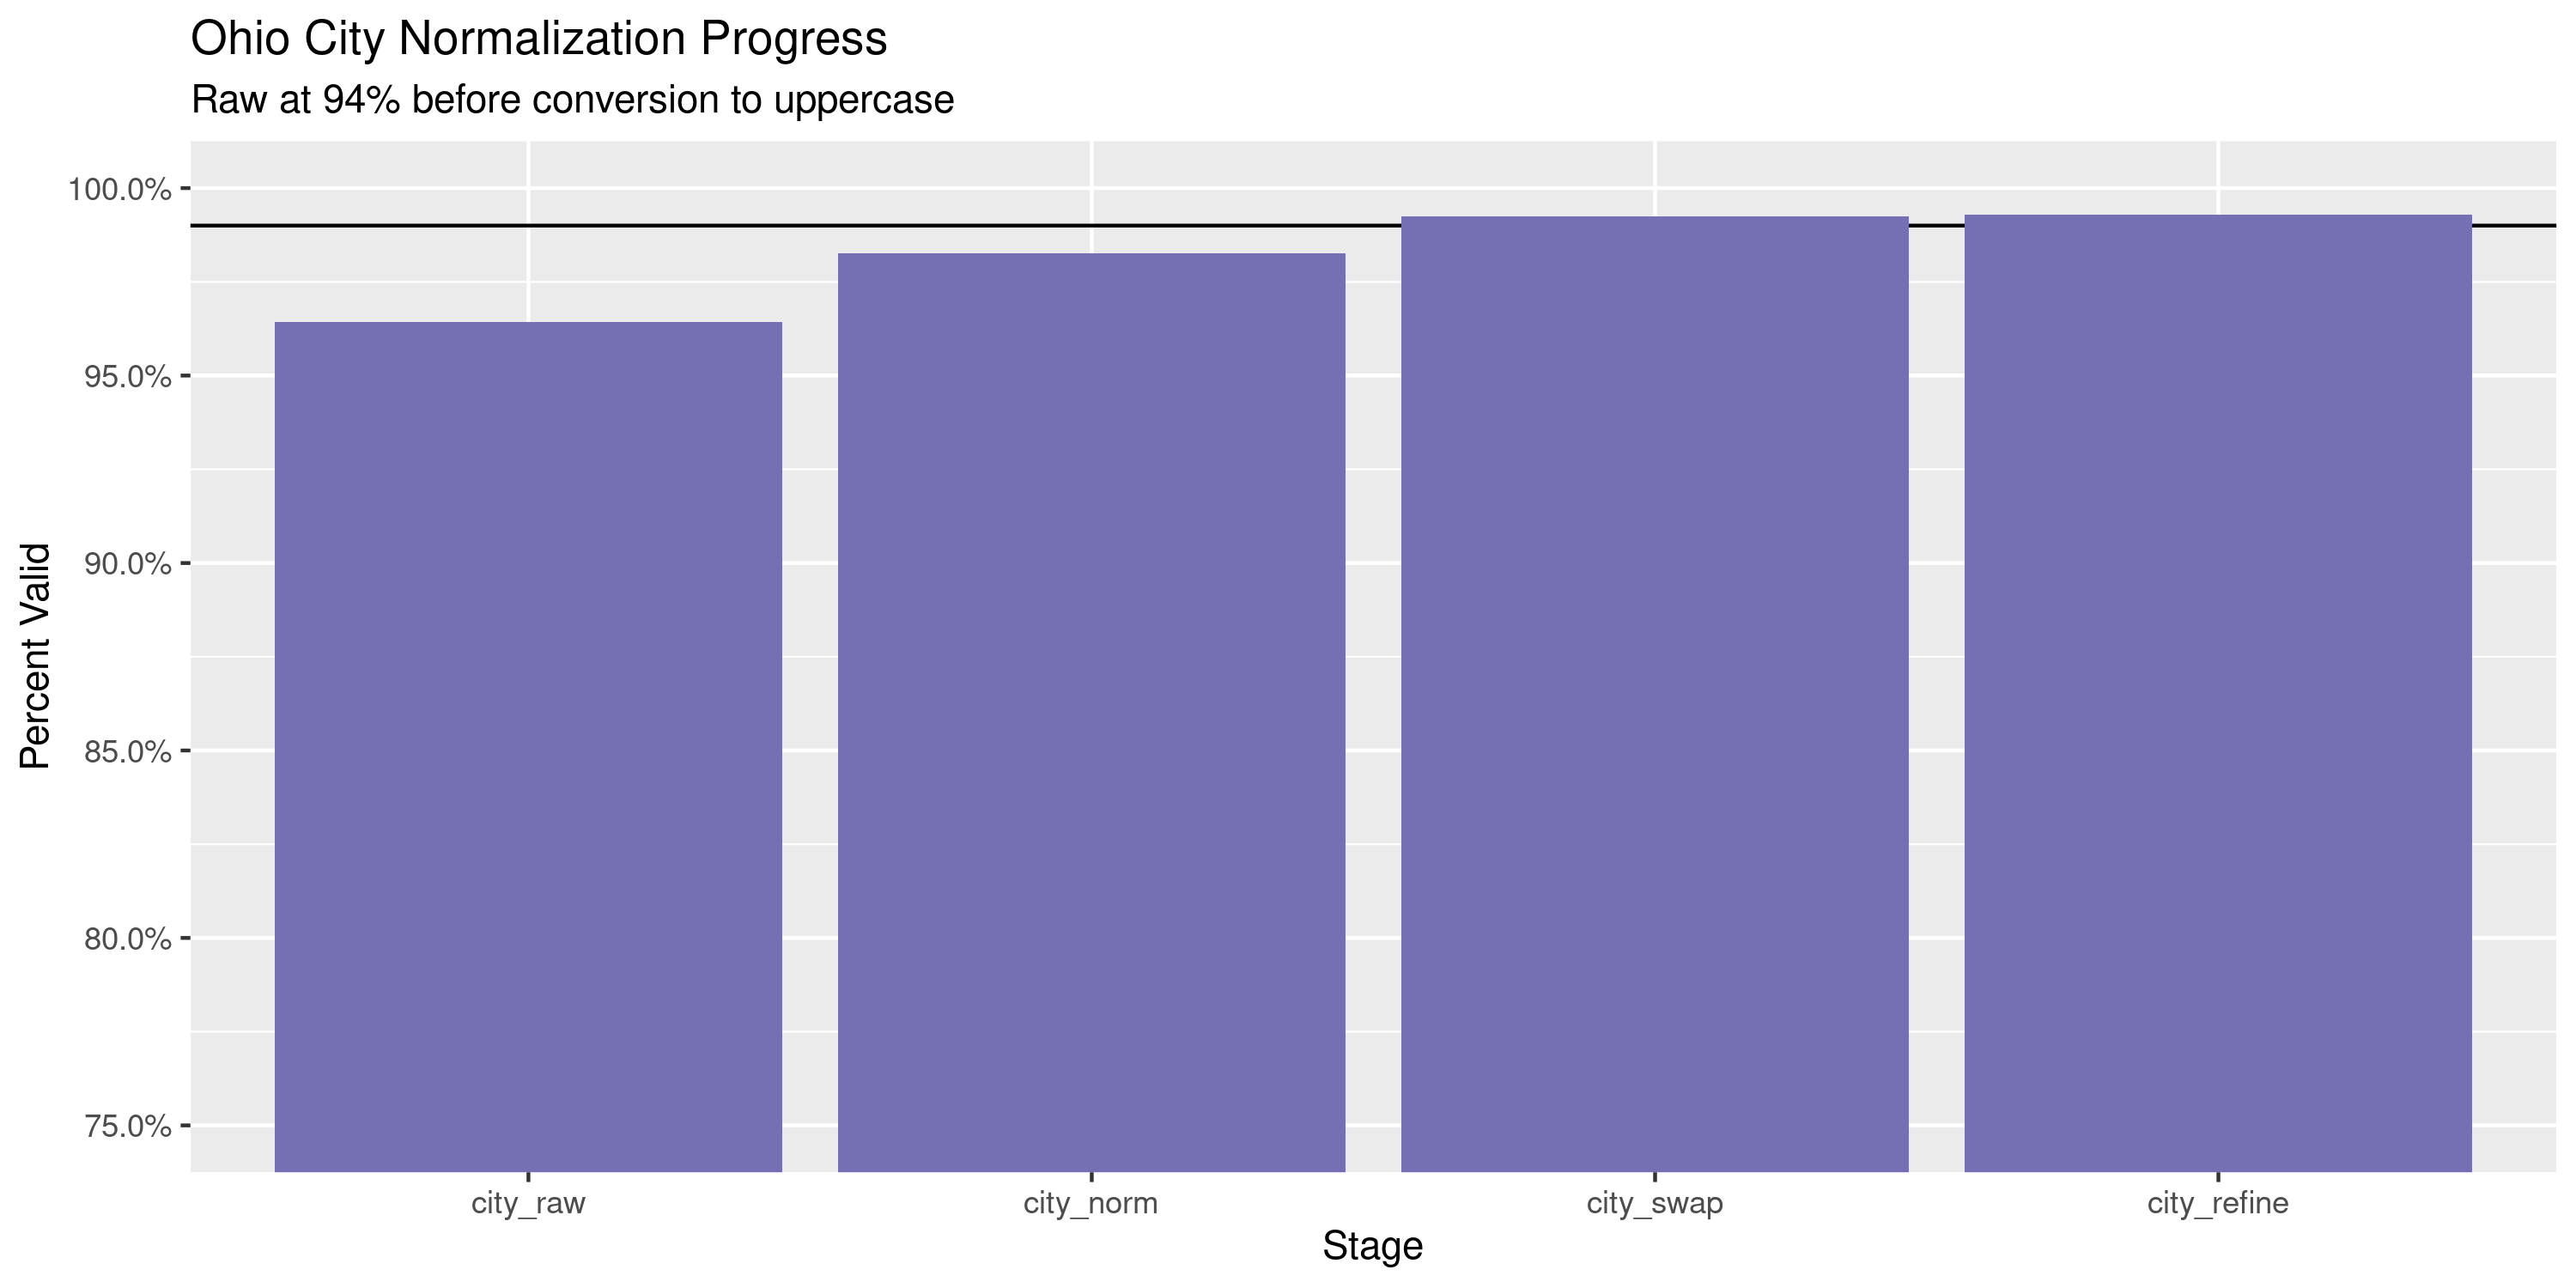 Ohio City Normalization Progress
Raw at 94% before conversion to uppercase
100.0%
95.0%
90.0%
85.0%
80.0%
75.0%
Percent Valid
city_raw
city_norm
city_swap
city_refine
Stage